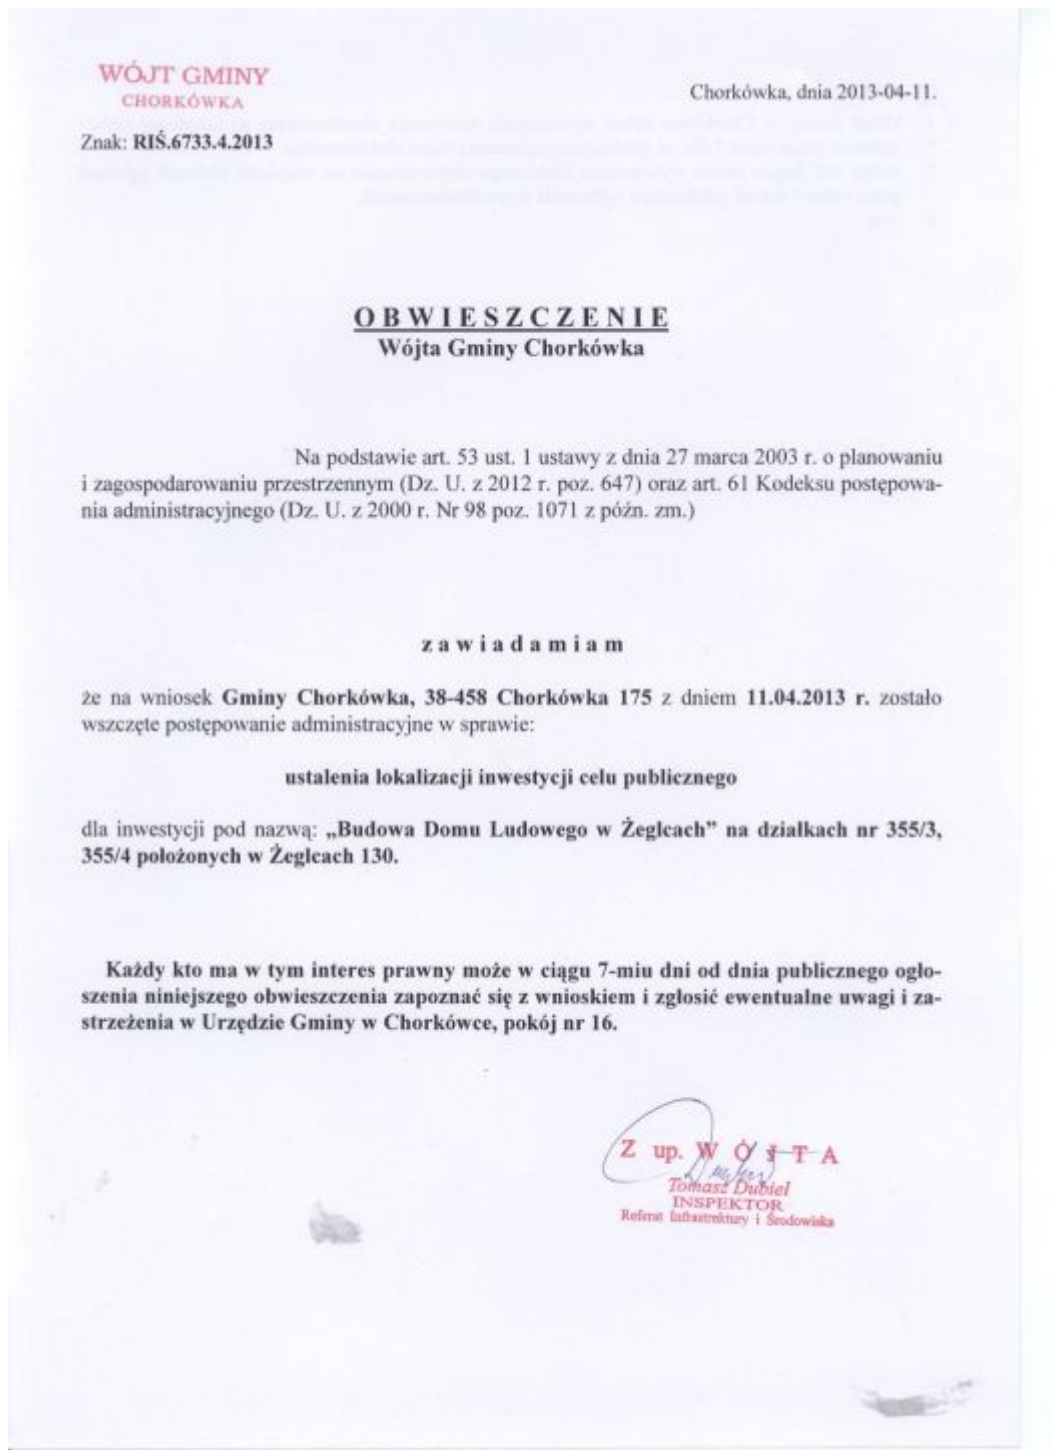 WÓJT GMINY
CHORKÓWKA
Chorkówka, dnia 2013-04-11.
Znak: RIŚ.6733.4.2013
OBWIESZCZENIE
Wójta Gminy Chorkówka
Na podstawie art. 53 ust. 1 ustawy z dnia 27 marca 2003 r. o planowaniu
i zagospodarowaniu przestrzennym (Dz. U. z 2012 r. poz. 647) oraz art. 61 Kodeksu postępowa-
nia administracyjnego (Dz. U. z 2000 r. Nr 98 poz. 1071 z późn. zm.)
zawiadamiam
że na wniosek Gminy Chorkówka, 38-458 Chorkówka 175 z dniem 11.04.2013 r. zostało
wszczęte postępowanie administracyjne w sprawie:
ustalenia lokalizacji inwestycji celu publicznego
dla inwestycji pod nazwą: „Budowa Domu Ludowego w Żeglcach” na działkach nr 355/3,
355/4 położonych w Żeglcach 130.
Każdy kto ma w tym interes prawny może w ciągu 7-miu dni od dnia publicznego ogło-
szenia niniejszego obwieszczenia zapoznać się z wnioskiem i zgłosić ewentualne uwagi i za-
strzeżenia w Urzędzie Gminy w Chorkówce, pokój nr 16.
Z up. WÓJTA
Tomasz Dubiel
INSPEKTOR
Referat Infrastruktury i Środowiska